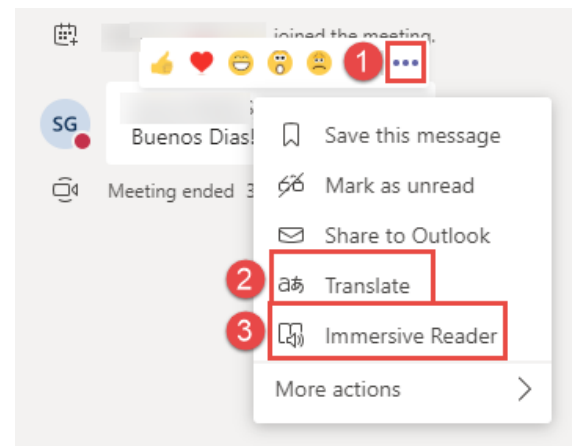 joined the meeting.
1
SG
Buenos Dias!
Save this message
Mark as unread
Meeting ended 3
Share to Outlook
2
Translate
3
Immersive Reader
More actions